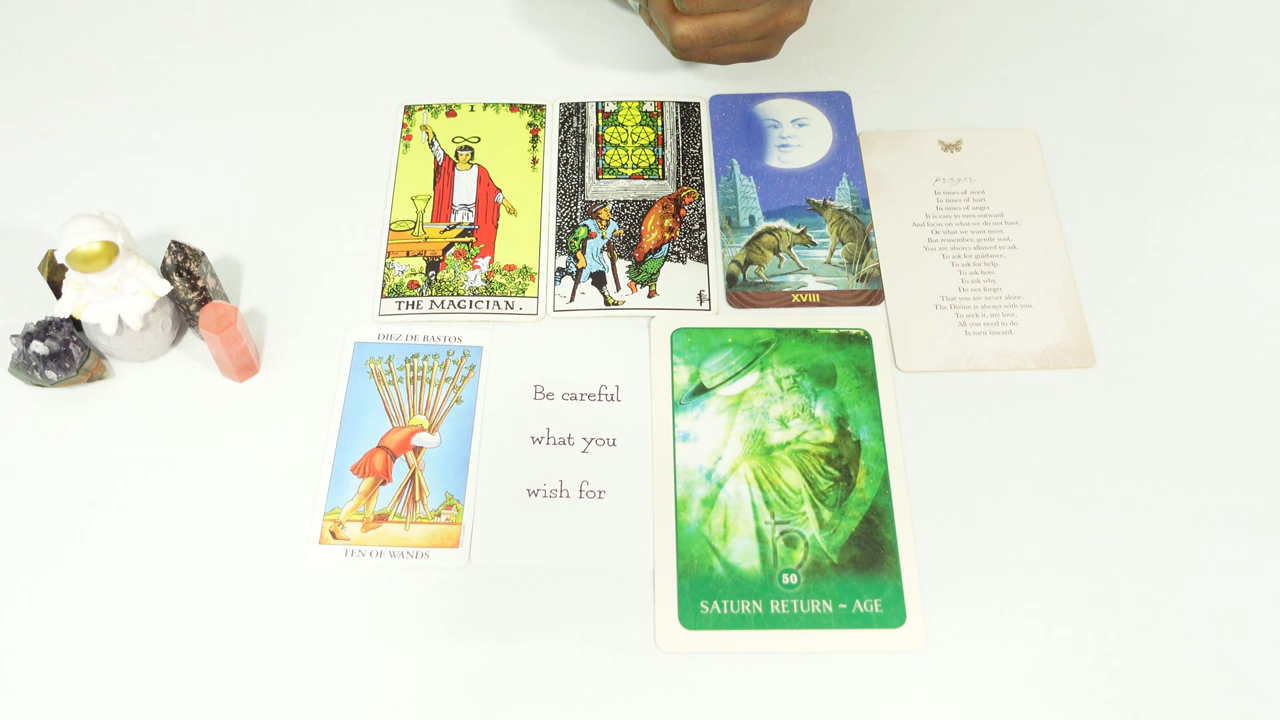 I
THE MAGICIAN.
XVIII
prayer
In times of need
In times of hurt
In times of anger
It is easy to turn outward
And focus on what we do not have,
Or what we want most.
But remember, gentle soul,
You are always allowed to ask.
To ask for guidance,
To ask for help.
To ask how.
To ask why.
Do not forget
That you are never alone.
The Divine is always with you.
To seek it, my love,
All you need to do
Is turn inward.
DIEZ DE BASTOS
TEN OF WANDS
Be careful
what you
wish for
50
SATURN RETURN ~ AGE